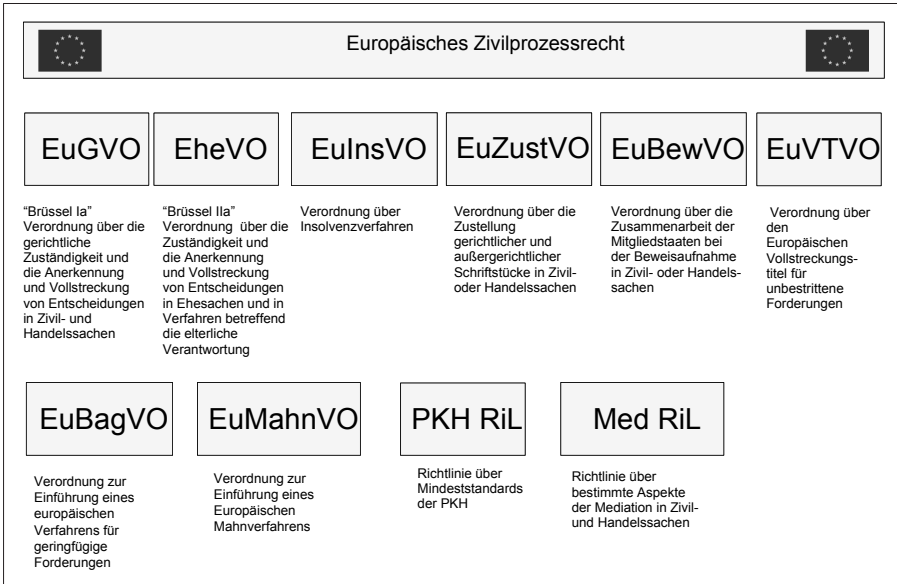 Europäisches Zivilprozessrecht
EuGVO
EheVO
EuInsVO
EuZustVO
EuBewVO
EuVTVO
“Brüssel Ia”
Verordnung über die
gerichtliche
Zuständigkeit und
die Anerkennung
und Vollstreckung
von Entscheidungen
in Zivil- und
Handelssachen
“Brüssel IIa”
Verordnung über die
Zuständigkeit und
die Anerkennung
und Vollstreckung
von Entscheidungen
in Ehesachen und in
Verfahren betreffend
die elterliche
Verantwortung
Verordnung über
Insolvenzverfahren
Verordnung über die
Zustellung
gerichtlicher und
außergerichtlicher
Schriftstücke in Zivil-
oder Handelssachen
Verordnung über die
Zusammenarbeit der
Mitgliedstaaten bei
der Beweisaufnahme
in Zivil- oder Handels-
sachen
Verordnung über
den
Europäischen
Vollstreckungs-
titel für
unbestrittene
Forderungen
EuBagVO
EuMahnVO
PKH RiL
Med RiL
Verordnung zur
Einführung eines
europäischen
Verfahrens für
geringfügige
Forderungen
Verordnung zur
Einführung eines
Europäischen
Mahnverfahrens
Richtlinie über
Mindeststandards
der PKH
Richtlinie über
bestimmte Aspekte
der Mediation in Zivil-
und Handelssachen